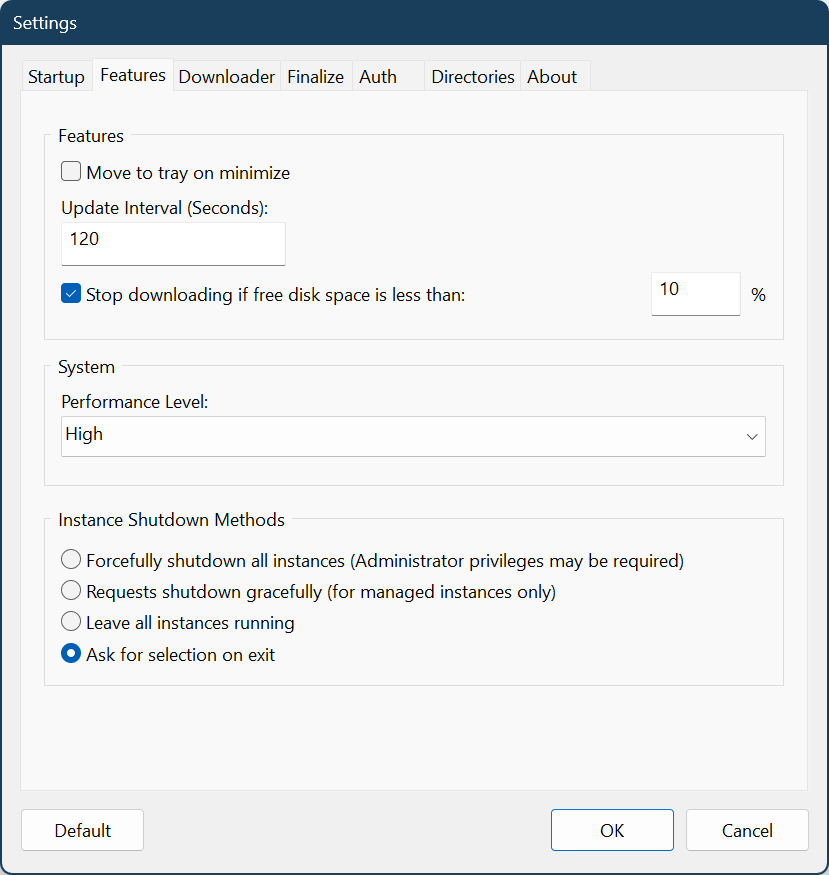 Settings
Startup Features Downloader Finalize Auth Directories About
Features
Move to tray on minimize
Update Interval (Seconds):
120
Stop downloading if free disk space is less than: 10 %
System
Performance Level:
High
Instance Shutdown Methods
Forcefully shutdown all instances (Administrator privileges may be required)
Requests shutdown gracefully (for managed instances only)
Leave all instances running
Ask for selection on exit
Default OK Cancel